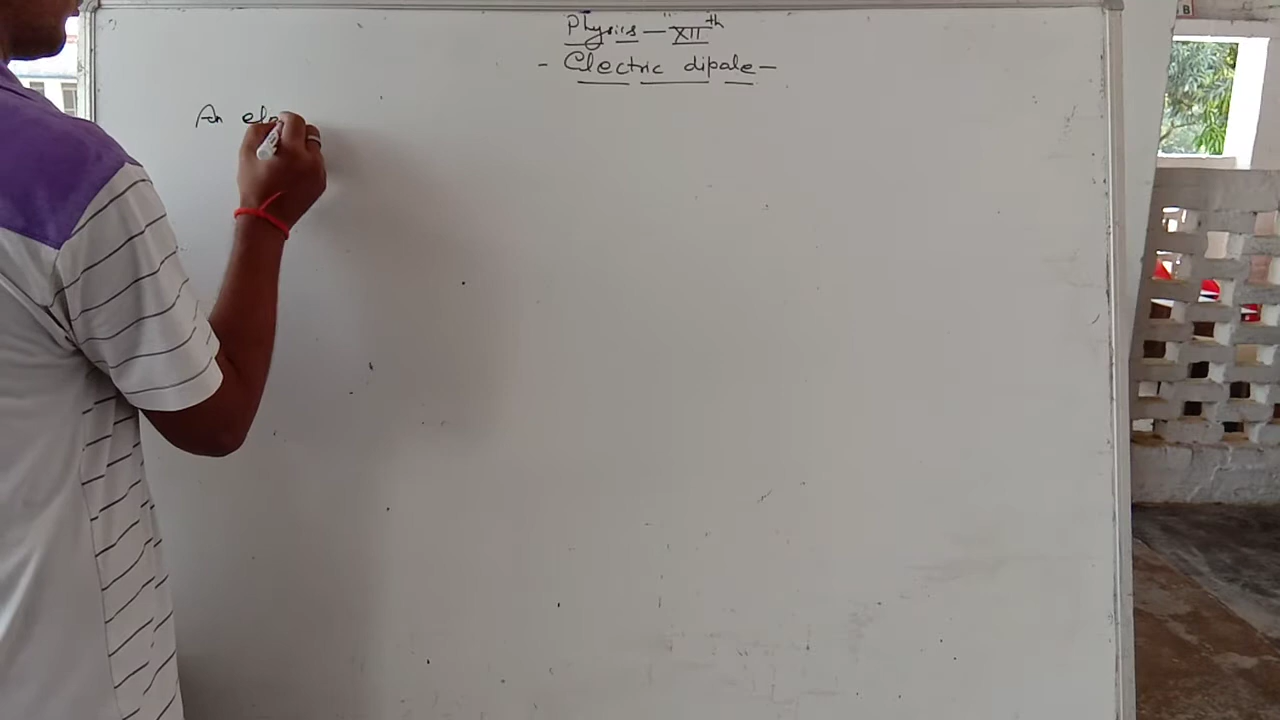 Physics — XII th
- Electric dipole -
An ele